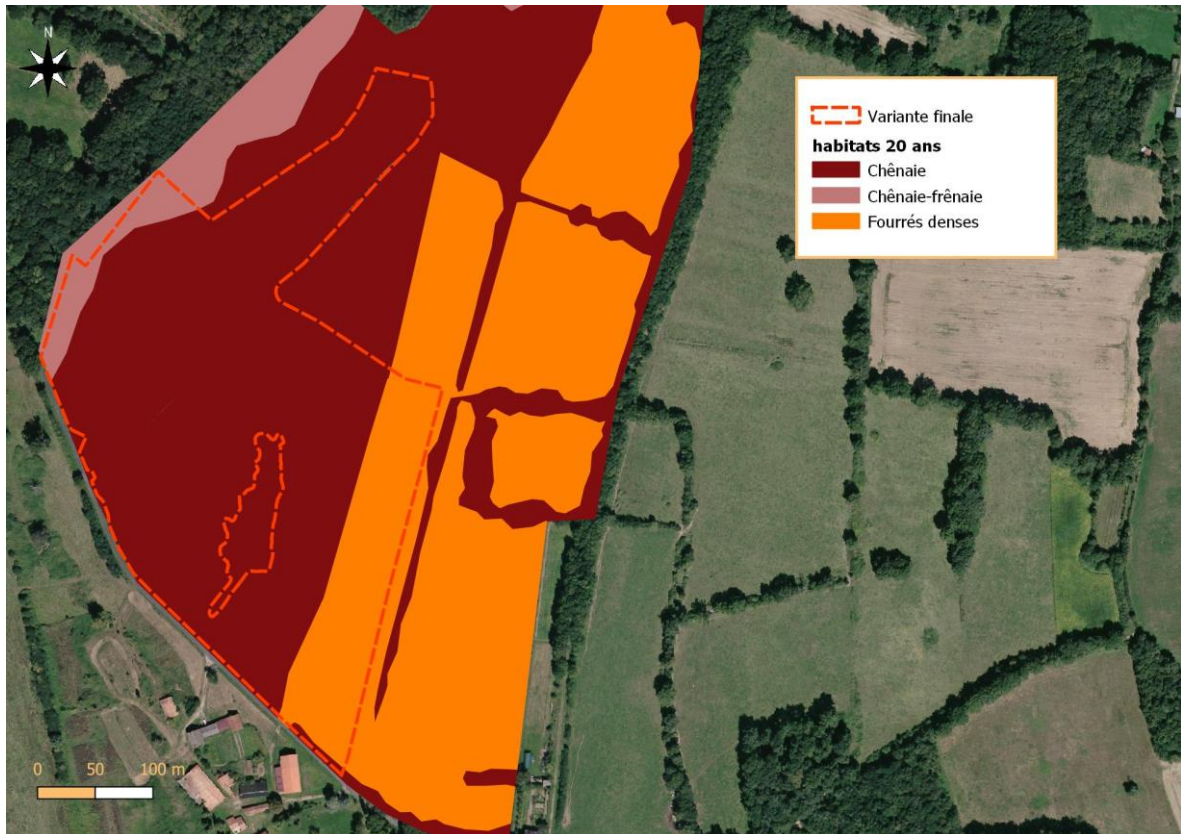 N
Variante finale
habitats 20 ans
Chênaie
Chênaie-frênaie
Fourrés denses
0 50 100 m